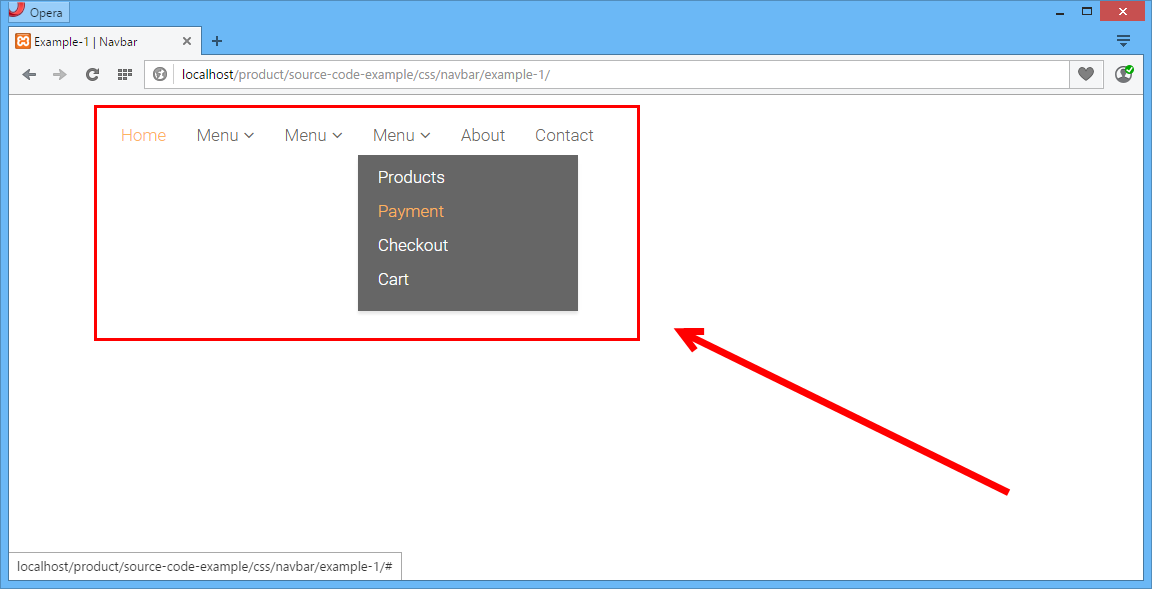 Opera
Example-1 | Navbar
localhost/product/source-code-example/css/navbar/example-1/
Home Menu Menu Menu About Contact
Products
Payment
Checkout
Cart
localhost/product/source-code-example/css/navbar/example-1/#